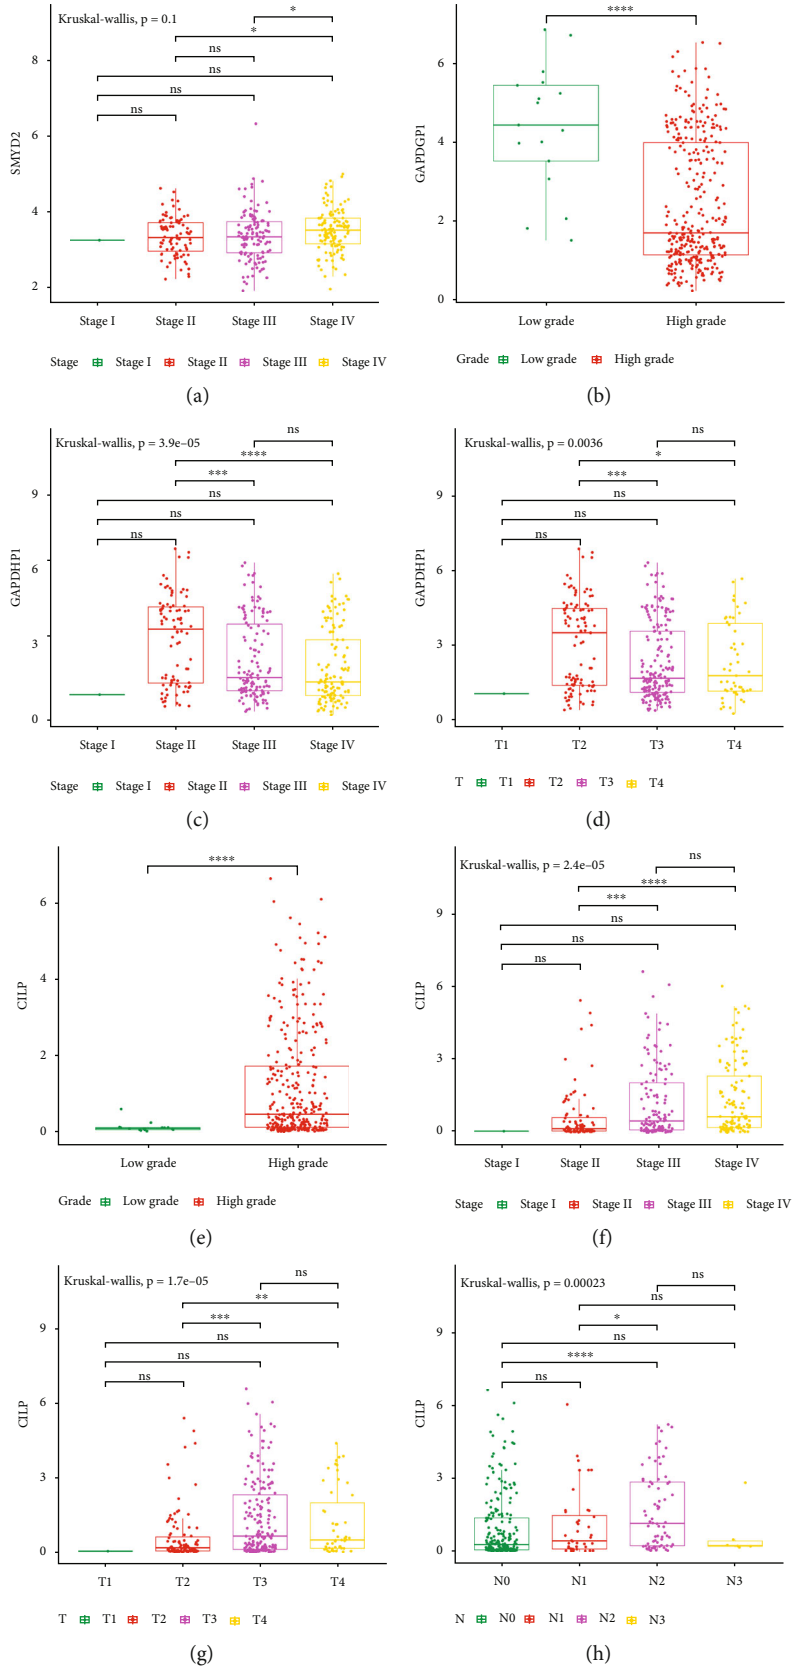 Kruskal-wallis, p = 0.1
*
*
ns
ns
ns
ns
SMYD2
8
6
4
2
Stage I Stage II Stage III Stage IV
Stage Stage I Stage II Stage III Stage IV
(a)
****
GAPDGP1
6
4
2
0
Low grade High grade
Grade Low grade High grade
(b)
Kruskal-wallis, p = 3.9e–05
ns
****
***
ns
ns
ns
GAPDHP1
9
6
3
0
Stage I Stage II Stage III Stage IV
Stage Stage I Stage II Stage III Stage IV
(c)
Kruskal-wallis, p = 0.0036
ns
*
***
ns
ns
ns
GAPDHP1
9
6
3
0
T1 T2 T3 T4
T T1 T2 T3 T4
(d)
****
CILP
6
4
2
0
Low grade High grade
Grade Low grade High grade
(e)
Kruskal-wallis, p = 2.4e–05
ns
****
***
ns
ns
ns
CILP
9
6
3
0
Stage I Stage II Stage III Stage IV
Stage Stage I Stage II Stage III Stage IV
(f)
Kruskal-wallis, p = 1.7e–05
ns
**
***
ns
ns
ns
CILP
9
6
3
0
T1 T2 T3 T4
T T1 T2 T3 T4
(g)
Kruskal-wallis, p = 0.00023
ns
ns
*
ns
****
ns
CILP
9
6
3
0
N0 N1 N2 N3
N N0 N1 N2 N3
(h)